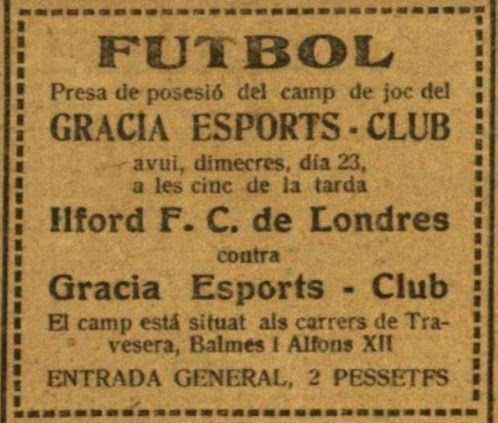 FUTBOL
Presa de posesió del camp de joc del
GRACIA ESPORTS - CLUB
avui, dimecres, día 23,
a les cinc de la tarda
Ilford F. C. de Londres
contra
Gracia Esports - Club
El camp está situat als carrers de Tra-
vesera, Balmes i Alfons XII
ENTRADA GENERAL, 2 PESSETFS